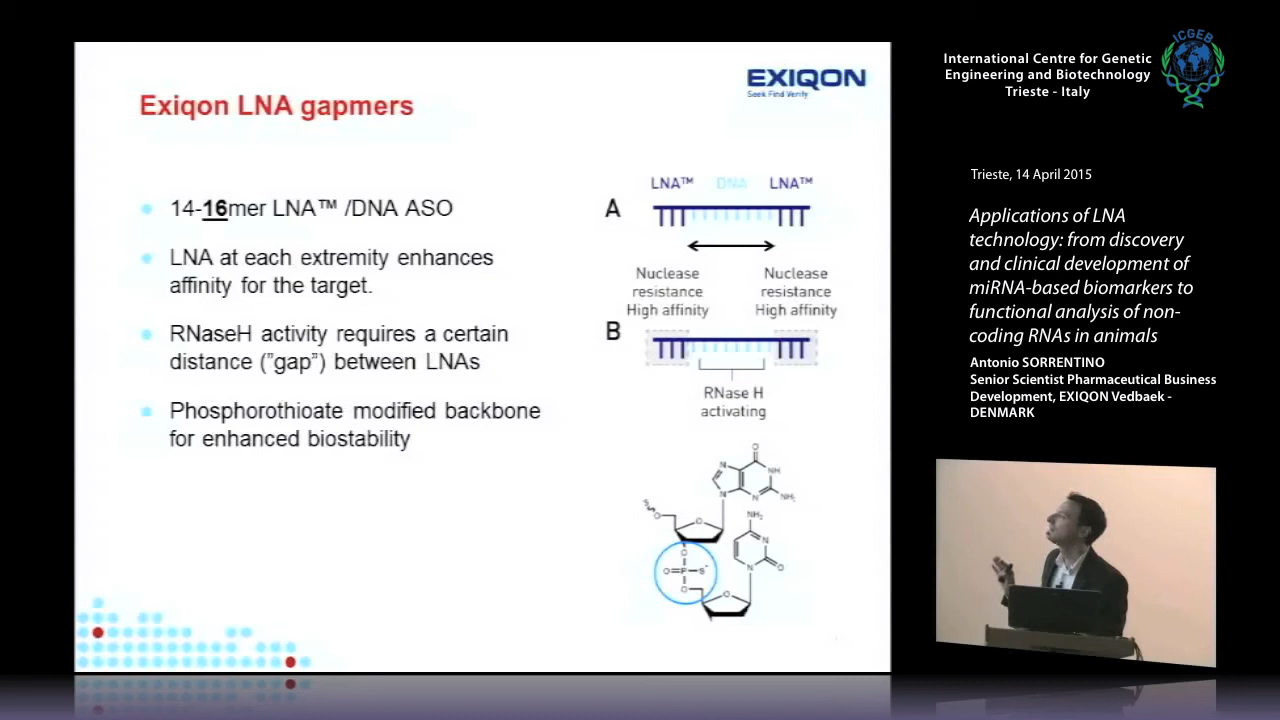 EXIQON
Seek Find Verify
Exiqon LNA gapmers
14-16mer LNA™ /DNA ASO
LNA at each extremity enhances
affinity for the target.
RNaseH activity requires a certain
distance ("gap") between LNAs
Phosphorothioate modified backbone
for enhanced biostability
LNA™ DNA LNA™
A
Nuclease
resistance
High affinity
Nuclease
resistance
High affinity
B
RNase H
activating
O
N
NH
N
N
NH₂
O
O
NH₂
N
N
O
O
O=P-S⁻
O
O
ICGEB
International Centre for Genetic
Engineering and Biotechnology
Trieste - Italy
Trieste, 14 April 2015
Applications of LNA
technology: from discovery
and clinical development of
miRNA-based biomarkers to
functional analysis of non-
coding RNAs in animals
Antonio SORRENTINO
Senior Scientist Pharmaceutical Business
Development, EXIQON Vedbaek -
DENMARK